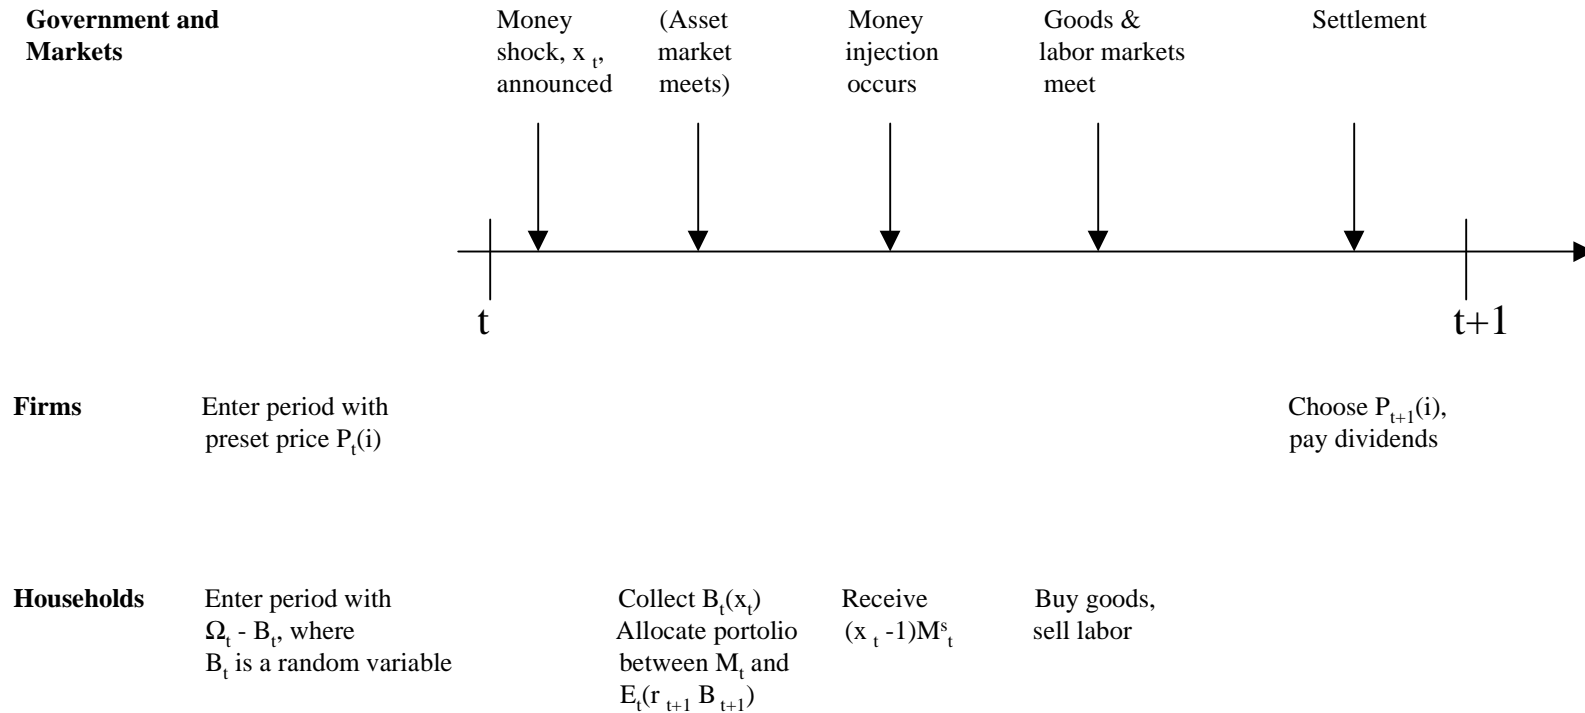 Government and
Markets
Money
shock, x t,
announced
(Asset
market
meets)
Money
injection
occurs
Goods &
labor markets
meet
Settlement
t
t+1
Firms
Enter period with
preset price Pt(i)
Choose Pt+1(i),
pay dividends
Households
Enter period with
Ωt - Bt, where
Bt is a random variable
Collect Bt(xt)
Allocate portolio
between Mt and
Et(r t+1 B t+1)
Receive
(x t -1)Mst
Buy goods,
sell labor